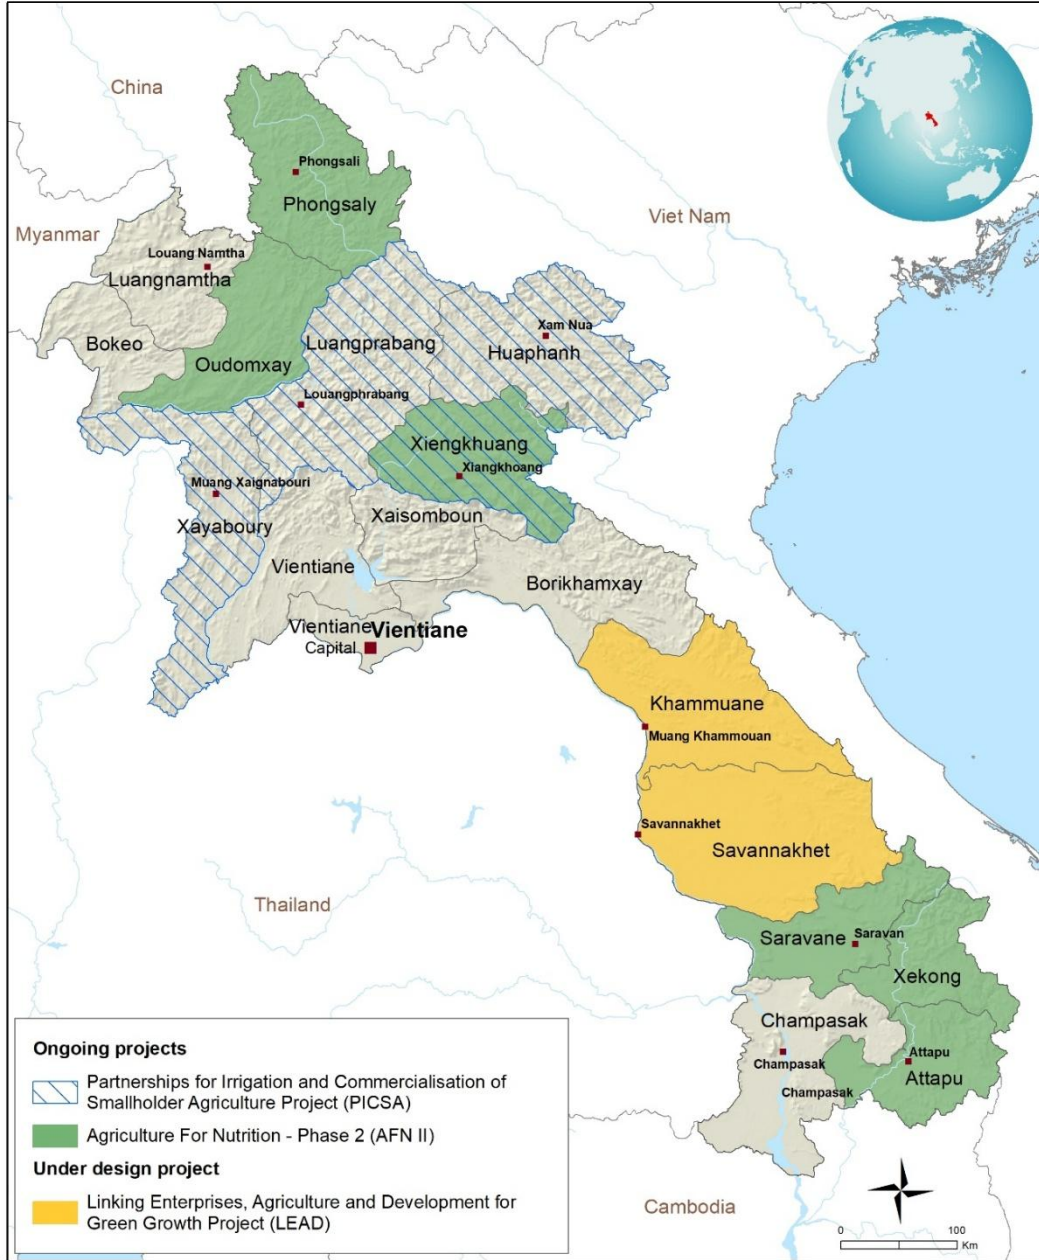 China
Phongsali
Phongsaly
Viet Nam
Myanmar
Louang Namtha
Luangnamtha
Xam Nua
Bokeo
Luangprabang
Huaphanh
Oudomxay
Louangphrabang
Xiengkhuang
Xiangkhoang
Muang Xaignabouri
Xaisomboun
Xayaboury
Vientiane
Borikhamxay
Vientiane
Capital
Vientiane
Khammuane
Muang Khammouan
Savannakhet
Savannakhet
Thailand
Saravan
Saravane
Xekong
Champasak
Champasak
Attapu
Attapu
Champasak
Cambodia
Ongoing projects
Partnerships for Irrigation and Commercialisation of
Smallholder Agriculture Project (PICSA)
Agriculture For Nutrition - Phase 2 (AFN II)
Under design project
Linking Enterprises, Agriculture and Development for
Green Growth Project (LEAD)
0 100
Km